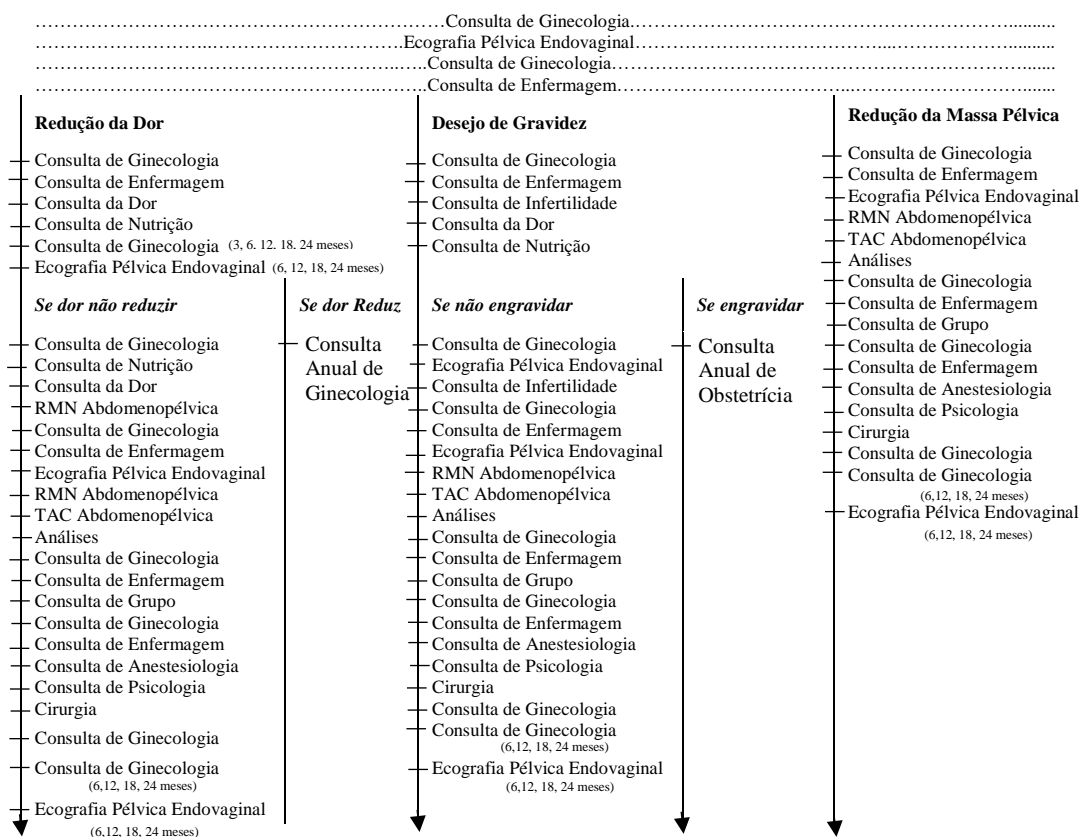 ……………………………………………………Consulta de Ginecologia……………………………………………………
……………………………………………….Ecografia Pélvica Endovaginal……………………………………………….
……………………………………………….Consulta de Ginecologia……………………………………………………
……………………………………………….Consulta de Enfermagem……………………………………………………
Redução da Dor
Consulta de Ginecologia
Consulta de Enfermagem
Consulta da Dor
Consulta de Nutrição
Consulta de Ginecologia (3, 6. 12. 18. 24 meses)
Ecografia Pélvica Endovaginal (6, 12, 18, 24 meses)
Se dor não reduzir
Consulta de Ginecologia
Consulta de Nutrição
Consulta da Dor
RMN Abdomenopélvica
Consulta de Ginecologia
Consulta de Enfermagem
Ecografia Pélvica Endovaginal
RMN Abdomenopélvica
TAC Abdomenopélvica
Análises
Consulta de Ginecologia
Consulta de Enfermagem
Consulta de Grupo
Consulta de Ginecologia
Consulta de Enfermagem
Consulta de Anestesiologia
Consulta de Psicologia
Cirurgia
Consulta de Ginecologia
Consulta de Ginecologia
(6,12, 18, 24 meses)
Ecografia Pélvica Endovaginal
(6,12, 18, 24 meses)
Se dor Reduz
Consulta
Anual de
Ginecologia
Desejo de Gravidez
Consulta de Ginecologia
Consulta de Enfermagem
Consulta de Infertilidade
Consulta da Dor
Consulta de Nutrição
Se não engravidar
Consulta de Ginecologia
Ecografia Pélvica Endovaginal
Consulta de Infertilidade
Consulta de Ginecologia
Consulta de Enfermagem
Ecografia Pélvica Endovaginal
RMN Abdomenopélvica
TAC Abdomenopélvica
Análises
Consulta de Ginecologia
Consulta de Enfermagem
Consulta de Grupo
Consulta de Ginecologia
Consulta de Enfermagem
Consulta de Anestesiologia
Consulta de Psicologia
Cirurgia
Consulta de Ginecologia
Consulta de Ginecologia
(6,12, 18, 24 meses)
Ecografia Pélvica Endovaginal
(6,12, 18, 24 meses)
Se engravidar
Consulta
Anual de
Obstetrícia
Redução da Massa Pélvica
Consulta de Ginecologia
Consulta de Enfermagem
Ecografia Pélvica Endovaginal
RMN Abdomenopélvica
TAC Abdomenopélvica
Análises
Consulta de Ginecologia
Consulta de Enfermagem
Consulta de Grupo
Consulta de Ginecologia
Consulta de Enfermagem
Consulta de Anestesiologia
Consulta de Psicologia
Cirurgia
Consulta de Ginecologia
Consulta de Ginecologia
(6,12, 18, 24 meses)
Ecografia Pélvica Endovaginal
(6,12, 18, 24 meses)